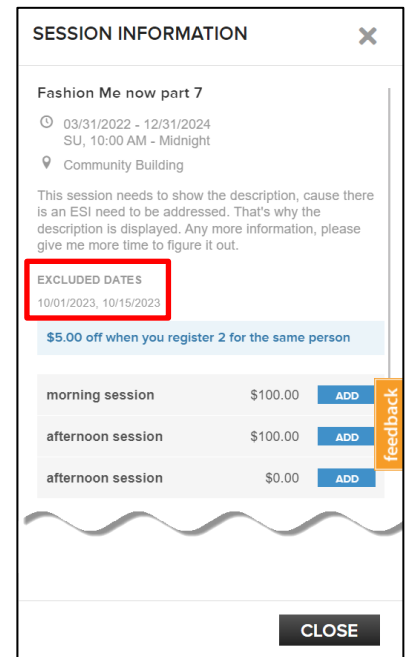 SESSION INFORMATION
Fashion Me now part 7
03/31/2022 - 12/31/2024
SU, 10:00 AM - Midnight
Community Building
This session needs to show the description, cause there
is an ESI need to be addressed. That's why the
description is displayed. Any more information, please
give me more time to figure it out.
EXCLUDED DATES
10/01/2023, 10/15/2023
$5.00 off when you register 2 for the same person
morning session $100.00 ADD
afternoon session $100.00 ADD
afternoon session $0.00 ADD
feedback
CLOSE